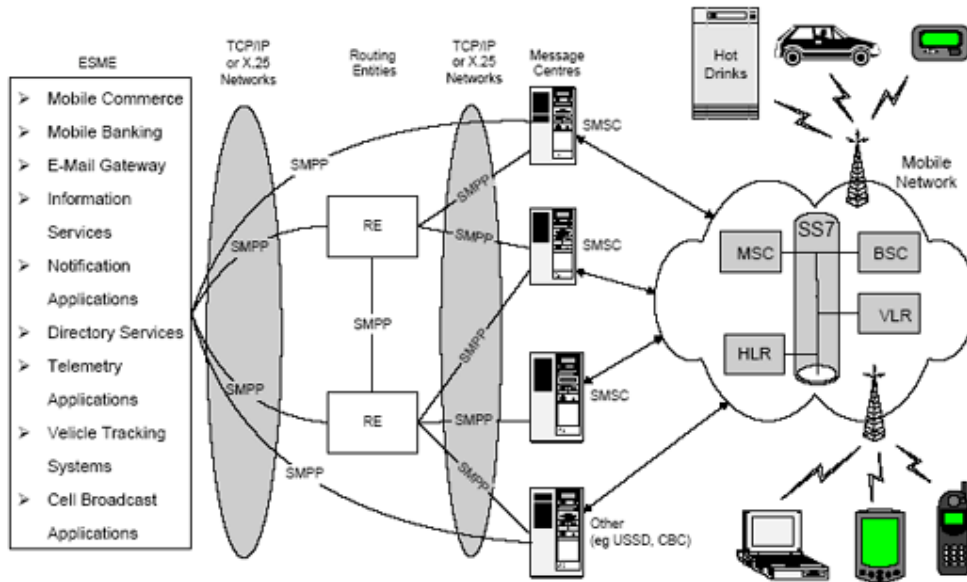 ESME
TCP/IP
or X.25
Networks
Routing
Entities
TCP/IP
or X.25
Networks
Message
Centres
➢ Mobile Commerce
➢ Mobile Banking
➢ E-Mail Gateway
➢ Information
Services
➢ Notification
Applications
➢ Directory Services
➢ Telemetry
Applications
➢ Velicle Tracking
Systems
➢ Cell Broadcast
Applications
SMPP
SMPP
SMPP
SMPP
RE
SMPP
RE
SMPP
SMPP
SMPP
SMPP
SMPP
SMSC
SMSC
SMSC
Other
(eg USSD, CBC)
Hot
Drinks
Mobile
Network
SS7
MSC
BSC
VLR
HLR